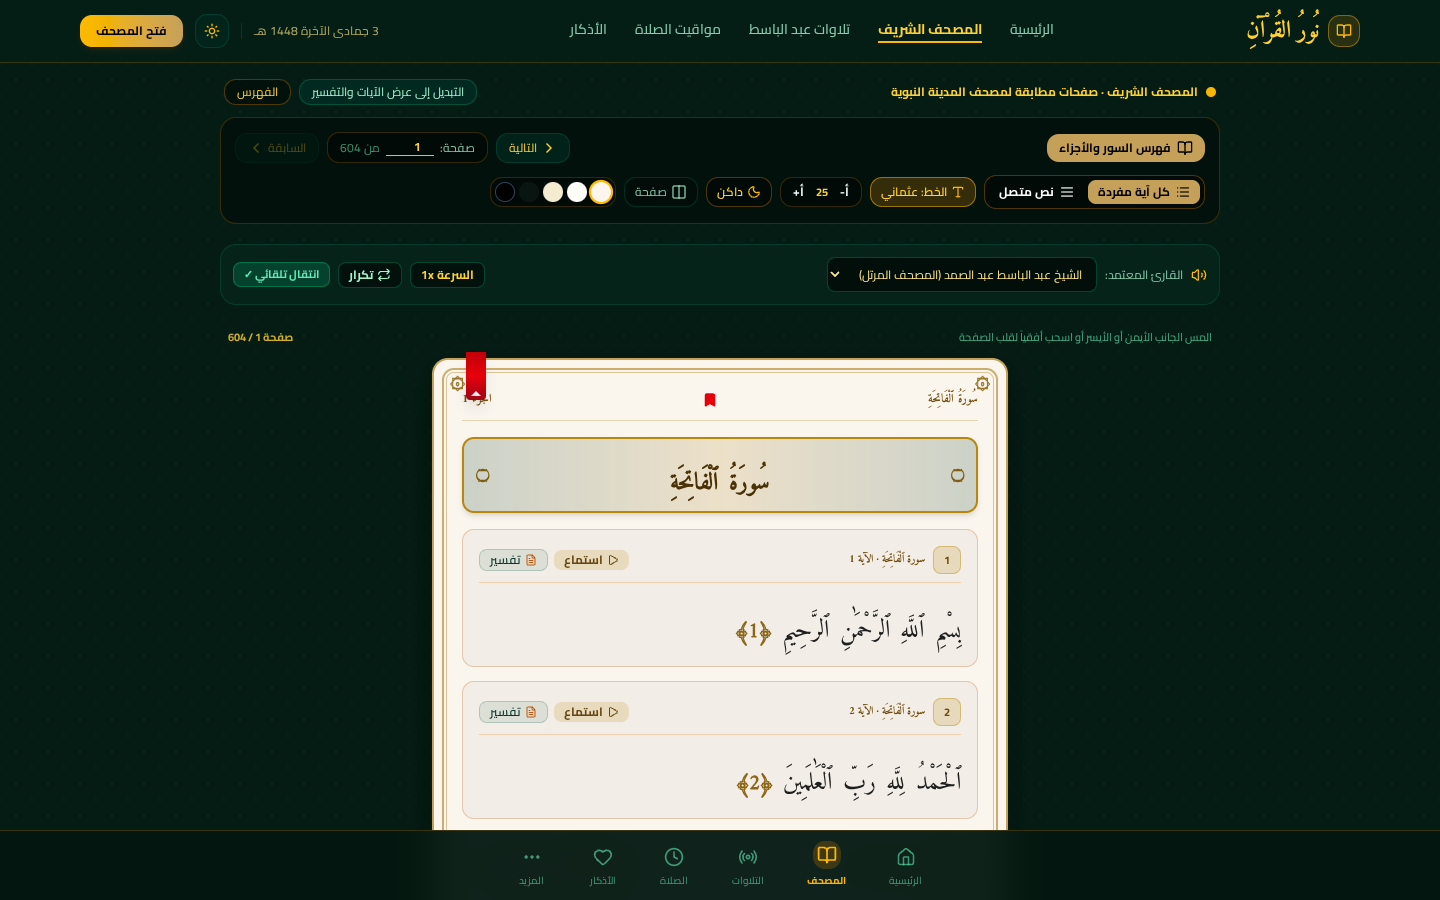 نُورُ القُرْآنِ
الرئيسية
المصحف الشريف
تلاوات عبد الباسط
مواقيت الصلاة
الأذكار
3 جمادى الآخرة 1448 هـ
فتح المصحف
المصحف الشريف · صفحات مطابقة لمصحف المدينة النبوية
التبديل إلى عرض الآيات والتفسير
الفهرس
فهرس السور والأجزاء
التالية
صفحة: 1 من 604
السابقة
كل آية مفردة
نص متصل
الخط: عثماني
أ-
25
أ+
داكن
صفحة
القارئ المعتمد:
الشيخ عبد الباسط عبد الصمد (المصحف المرتل)
السرعة 1x
تكرار
انتقال تلقائي ✓
المس الجانب الأيمن أو الأيسر أو اسحب أفقياً لقلب الصفحة
صفحة 1 / 604
سُورَةُ ٱلْفَاتِحَةِ
سُورَةُ ٱلْفَاتِحَةِ
1
سورة ٱلْفَاتِحَةِ · الآية 1
استماع
تفسير
بِسْمِ ٱللَّهِ ٱلرَّحْمَٰنِ ٱلرَّحِيمِ ﴿1﴾
2
سورة ٱلْفَاتِحَةِ · الآية 2
استماع
تفسير
ٱلْحَمْدُ لِلَّهِ رَبِّ ٱلْعَٰلَمِينَ ﴿2﴾
الرئيسية
المصحف
التلاوات
الصلاة
الأذكار
المزيد